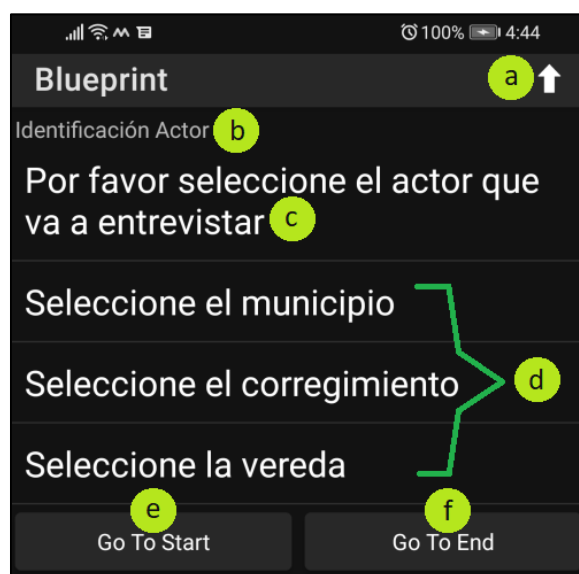 100% 4:44
Blueprint a
Identificación Actor b
Por favor seleccione el actor que
va a entrevistar c
Seleccione el municipio
Seleccione el corregimiento d
Seleccione la vereda
e f
Go To Start Go To End